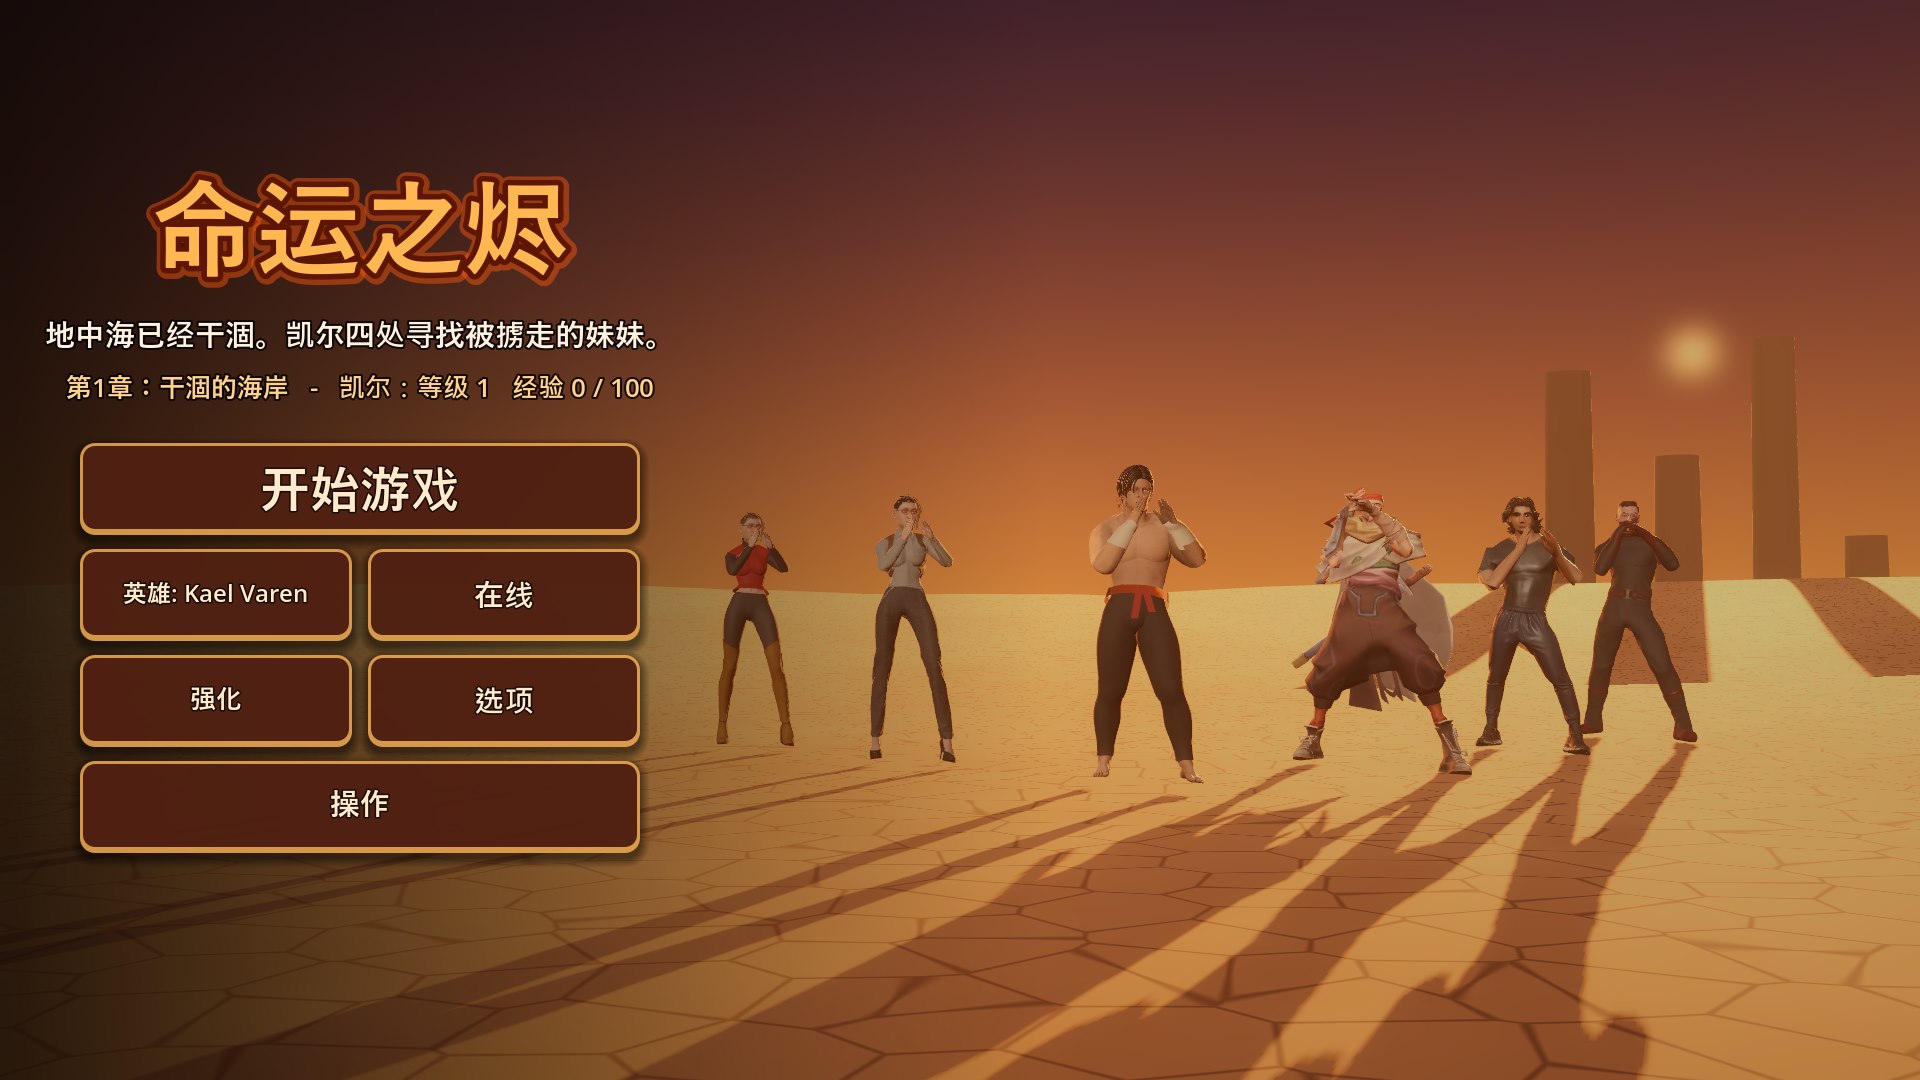 命运之烬
地中海已经干涸。凯尔四处寻找被掳走的妹妹。
第1章：干涸的海岸 - 凯尔：等级 1 经验 0 / 100
开始游戏
英雄: Kael Varen
在线
强化
选项
操作